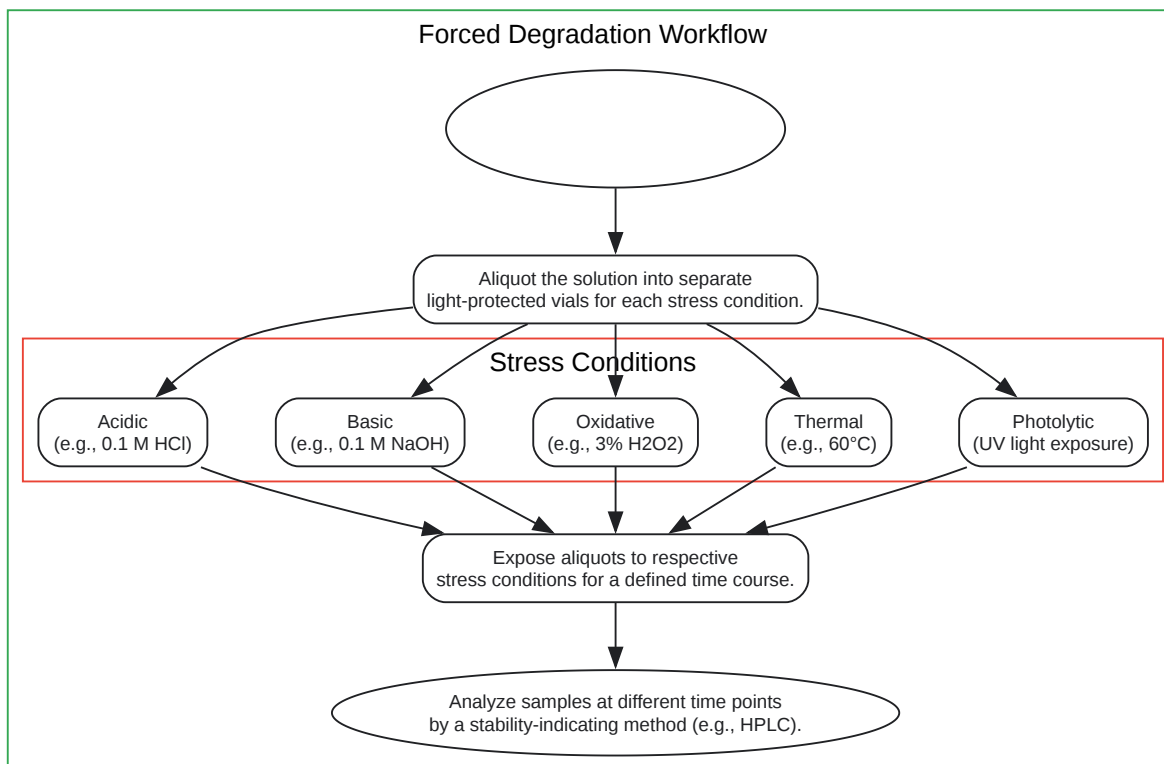 Forced Degradation Workflow
Aliquot the solution into separate
light-protected vials for each stress condition.
Stress Conditions
Acidic
(e.g., 0.1 M HCl)
Basic
(e.g., 0.1 M NaOH)
Oxidative
(e.g., 3% H2O2)
Thermal
(e.g., 60°C)
Photolytic
(UV light exposure)
Expose aliquots to respective
stress conditions for a defined time course.
Analyze samples at different time points
by a stability-indicating method (e.g., HPLC).